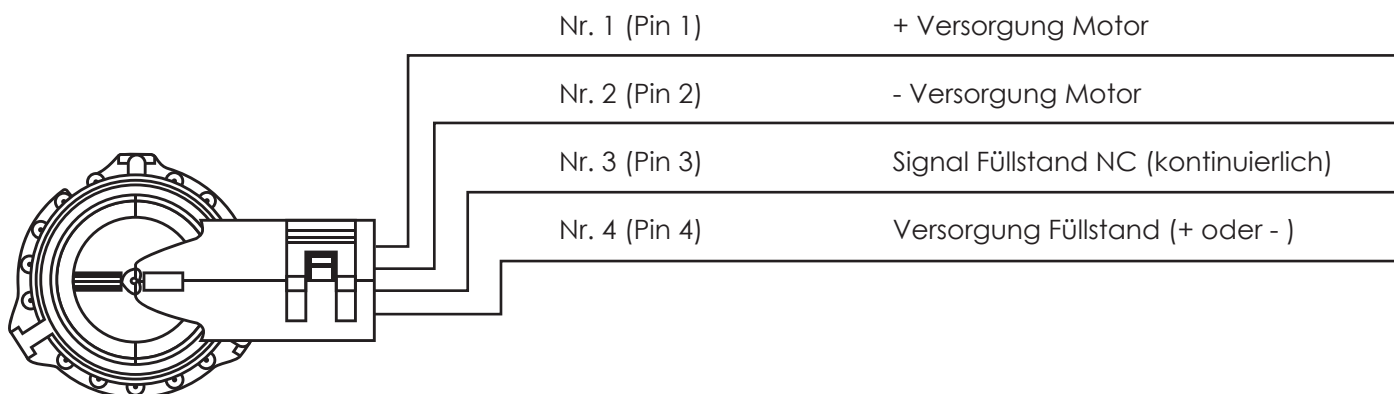 Nr. 1 (Pin 1) + Versorgung Motor
Nr. 2 (Pin 2) - Versorgung Motor
Nr. 3 (Pin 3) Signal Füllstand NC (kontinuierlich)
Nr. 4 (Pin 4) Versorgung Füllstand (+ oder - )